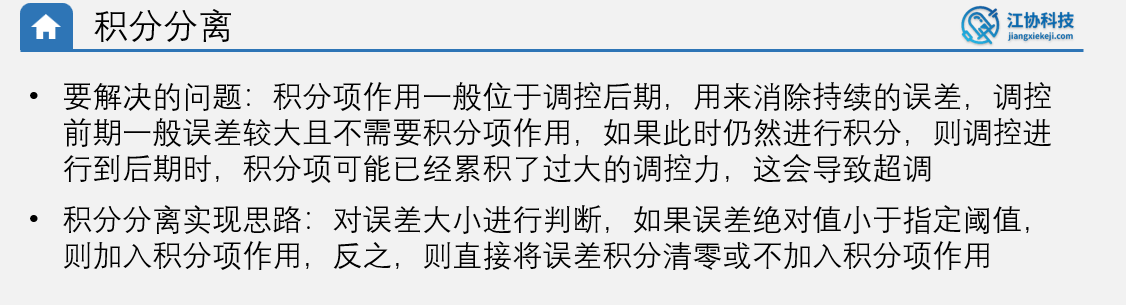 积分分离
江协科技
jiangxiekeji.com
• 要解决的问题：积分项作用一般位于调控后期，用来消除持续的误差，调控
前期一般误差较大且不需要积分项作用，如果此时仍然进行积分，则调控进
行到后期时，积分项可能已经累积了过大的调控力，这会导致超调
• 积分分离实现思路：对误差大小进行判断，如果误差绝对值小于指定阈值，
则加入积分项作用，反之，则直接将误差积分清零或不加入积分项作用